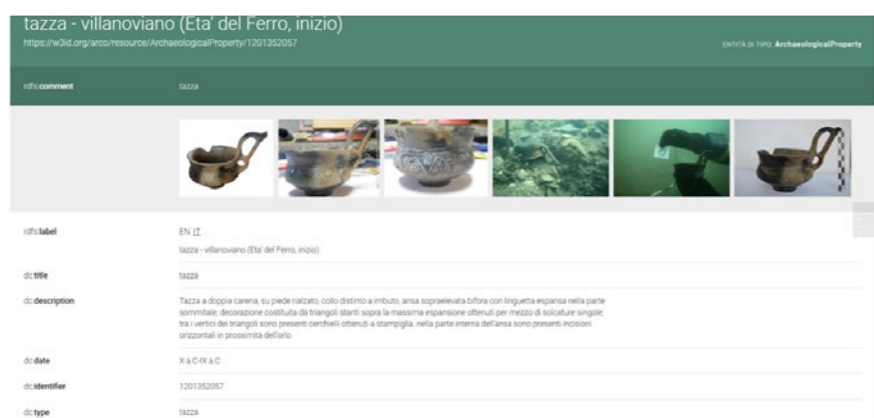 tazza - villanoviano (Eta' del Ferro, inizio)
https://w3id.org/arco/resource/ArchaeologicalProperty/1201352057
ENTITÀ DI TIPO: ArchaeologicalProperty
rdfs:comment
tazza
rdfs:label
EN IT
tazza - villanoviano (Eta' del Ferro, inizio)
dc:title
tazza
dc:description
Tazza a doppia carena, su piede rialzato, collo distinto a imbuto, ansa sopraelevata bifora con linguetta espansa nella parte
sommitale; decorazione costituita da triangoli stanti sopra la massima espansione ottenuti per mezzo di solcature singole;
tra i vertici dei triangoli sono presenti cerchielli ottenuti a stampiglia. nella parte interna dell'ansa sono presenti incisioni
orizzontali in prossimità dell'orlo
dc:date
X a.C-IX a.C
dc:identifier
1201352057
dc:type
tazza